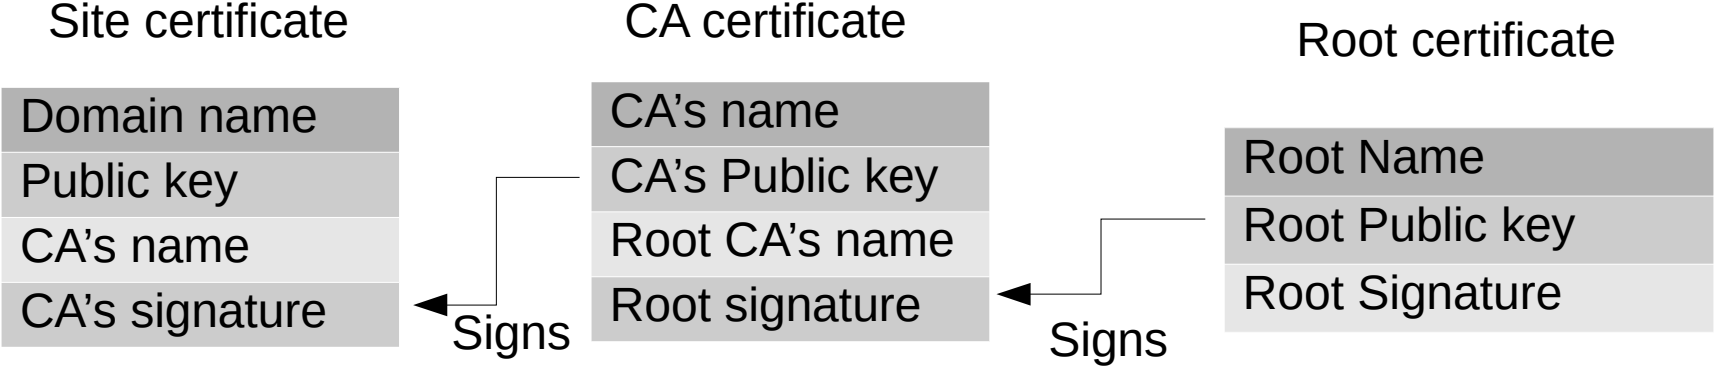 Site certificate
Domain name
Public key
CA’s name
CA’s signature
Signs
CA certificate
CA’s name
CA’s Public key
Root CA’s name
Root signature
Signs
Root certificate
Root Name
Root Public key
Root Signature